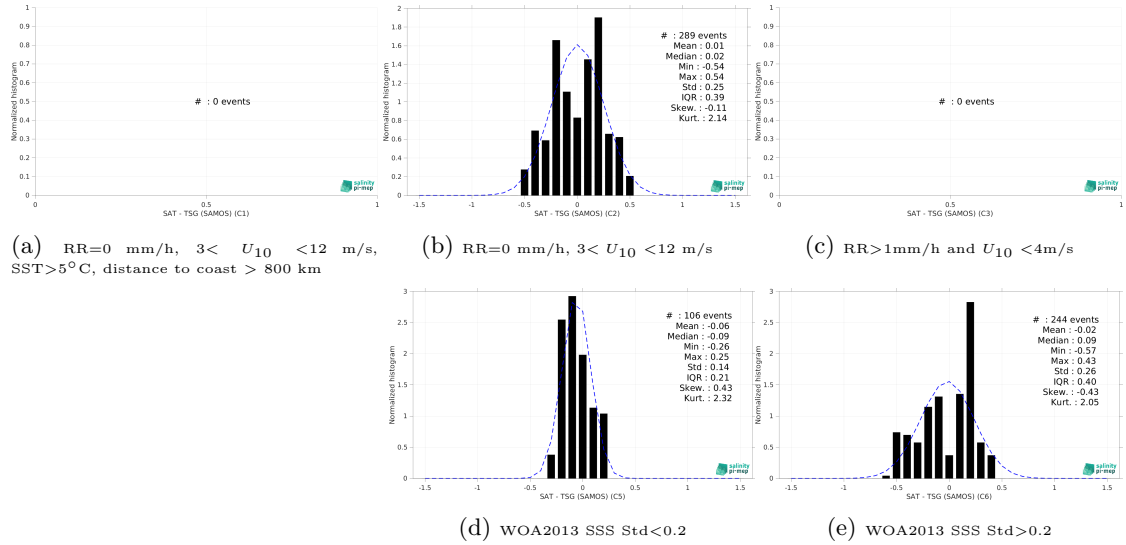 Normalized histogram
1
0.9
0.8
0.7
0.6
0.5
0.4
0.3
0.2
0.1
0
# : 0 events
0 0.5 1
SAT - TSG (SAMOS) (C1)
salinity
pi-mep
(a) RR=0 mm/h, 3< U10 <12 m/s,
SST>5°C, distance to coast > 800 km
Normalized histogram
2
1.8
1.6
1.4
1.2
1
0.8
0.6
0.4
0.2
0
# : 289 events
Mean : 0.01
Median : 0.02
Min : -0.54
Max : 0.54
Std : 0.25
IQR : 0.39
Skew. : -0.11
Kurt. : 2.14
-1.5 -1 -0.5 0 0.5 1 1.5
SAT - TSG (SAMOS) (C2)
salinity
pi-mep
(b) RR=0 mm/h, 3< U10 <12 m/s
Normalized histogram
1
0.9
0.8
0.7
0.6
0.5
0.4
0.3
0.2
0.1
0
# : 0 events
0 0.5 1
SAT - TSG (SAMOS) (C3)
salinity
pi-mep
(c) RR>1mm/h and U10 <4m/s
Normalized histogram
3
2.5
2
1.5
1
0.5
0
# : 106 events
Mean : -0.06
Median : -0.09
Min : -0.26
Max : 0.25
Std : 0.14
IQR : 0.21
Skew. : 0.43
Kurt. : 2.32
-1.5 -1 -0.5 0 0.5 1 1.5
SAT - TSG (SAMOS) (C5)
salinity
pi-mep
(d) WOA2013 SSS Std<0.2
Normalized histogram
3
2.5
2
1.5
1
0.5
0
# : 244 events
Mean : -0.02
Median : 0.09
Min : -0.57
Max : 0.43
Std : 0.26
IQR : 0.40
Skew. : -0.43
Kurt. : 2.05
-1.5 -1 -0.5 0 0.5 1 1.5
SAT - TSG (SAMOS) (C6)
salinity
pi-mep
(e) WOA2013 SSS Std>0.2